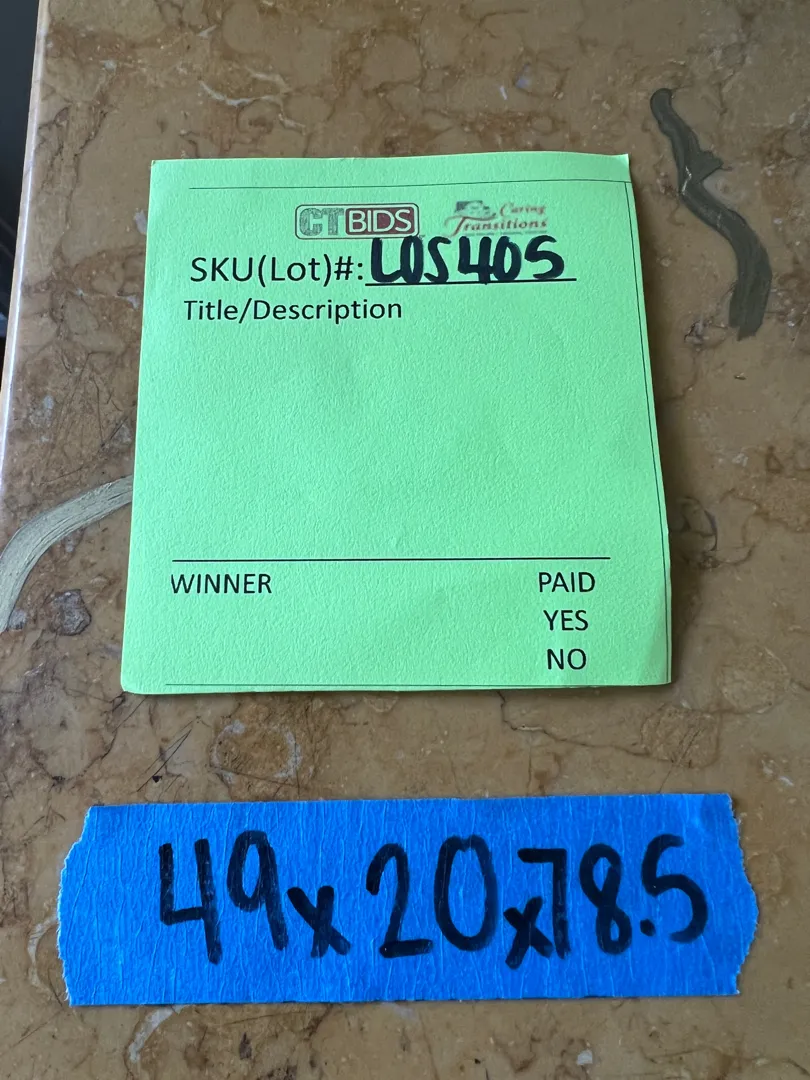 CTBIDS Caring Transitions
SKU(Lot)#: LOS405
Title/Description
WINNER PAID
YES
NO
49x20x78.5